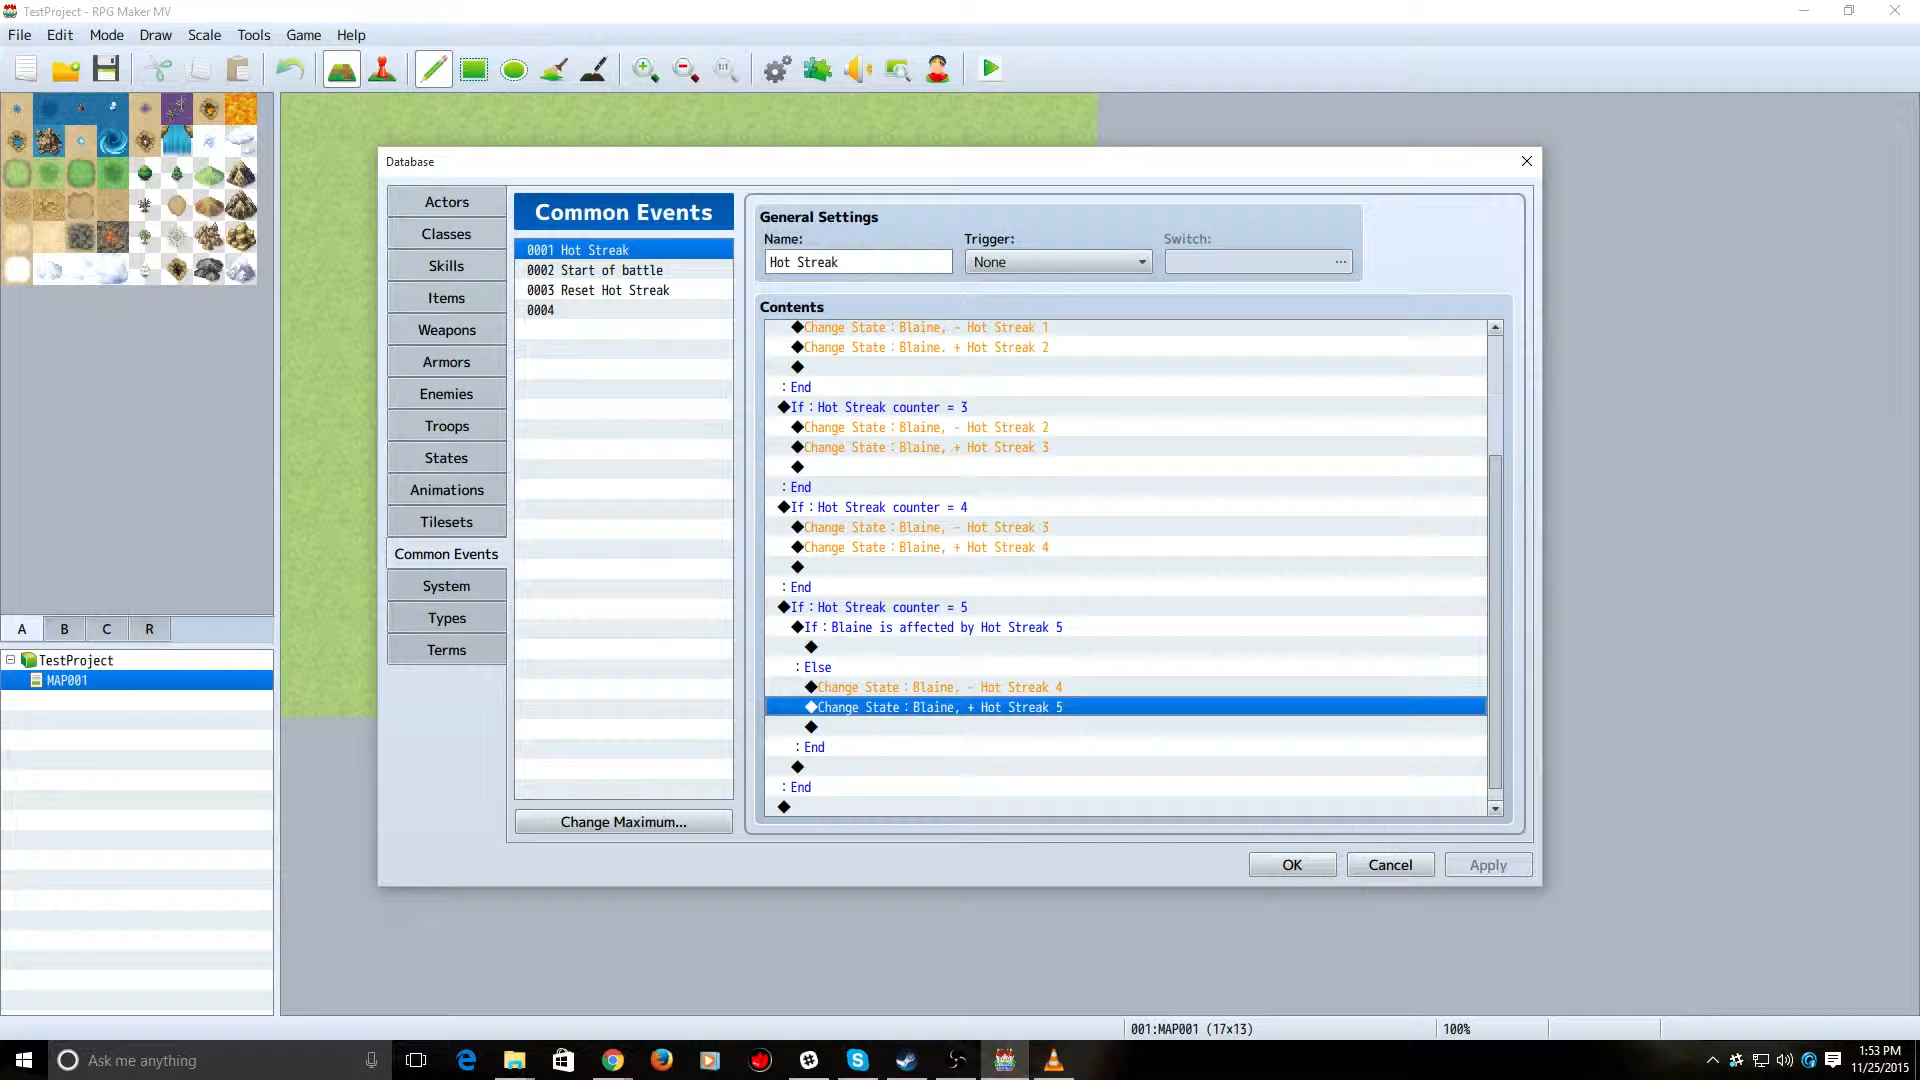 TestProject - RPG Maker MV
File Edit Mode Draw Scale Tools Game Help
1:1
Database
Actors
Classes
Skills
Items
Weapons
Armors
Enemies
Troops
States
Animations
Tilesets
Common Events
System
Types
Terms
Common Events
0001 Hot Streak
0002 Start of battle
0003 Reset Hot Streak
0004
Change Maximum...
General Settings
Name: Trigger: Switch:
Hot Streak None ...
Contents
◆Change State：Blaine, - Hot Streak 1
◆Change State：Blaine. + Hot Streak 2
◆
：End
◆If：Hot Streak counter = 3
◆Change State：Blaine, - Hot Streak 2
◆Change State：Blaine, + Hot Streak 3
◆
：End
◆If：Hot Streak counter = 4
◆Change State：Blaine, - Hot Streak 3
◆Change State：Blaine, + Hot Streak 4
◆
：End
◆If：Hot Streak counter = 5
◆If：Blaine is affected by Hot Streak 5
◆
：Else
◆Change State：Blaine, - Hot Streak 4
◆Change State：Blaine, + Hot Streak 5
◆
：End
◆
：End
◆
OK Cancel Apply
A B C R
TestProject
MAP001
001:MAP001 (17x13) 100%
Ask me anything
1:53 PM
11/25/2015